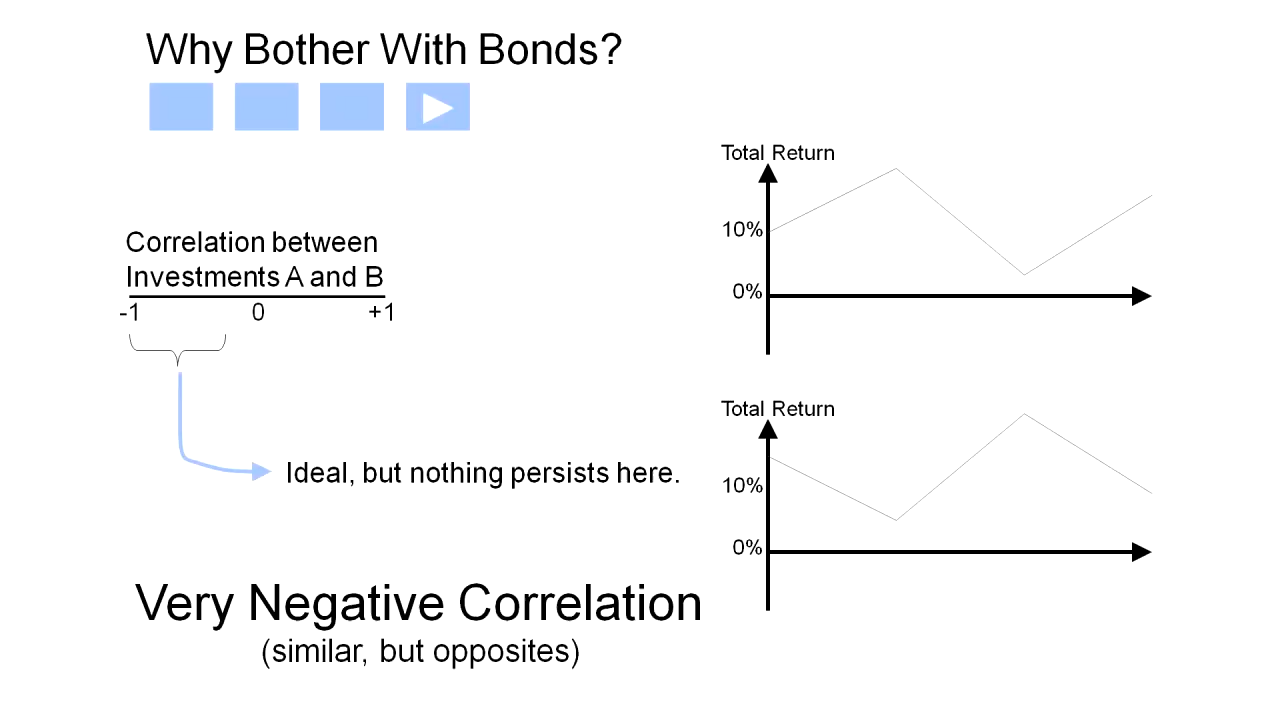 Why Bother With Bonds?
Correlation between
Investments A and B
-1 0 +1
Ideal, but nothing persists here.
Very Negative Correlation
(similar, but opposites)
Total Return
10%
0%
Total Return
10%
0%